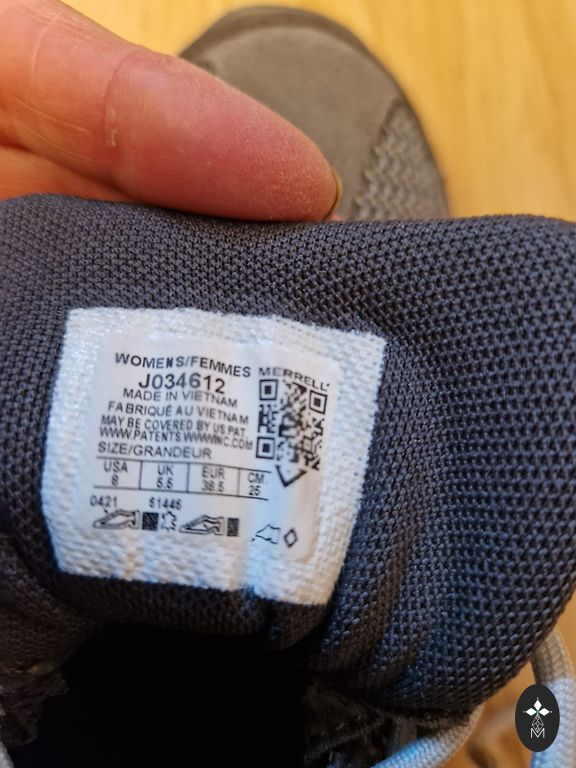 WOMENS/FEMMES
MERRELL
J034612
MADE IN VIETNAM
FABRIQUÉ AU VIETNAM
MAY BE COVERED BY US PAT
WWW.PATENTS.WWWINC.COM
SIZE/GRANDEUR
USA UK EUR CM
8 5.5 38.5 25
0421 61446
M